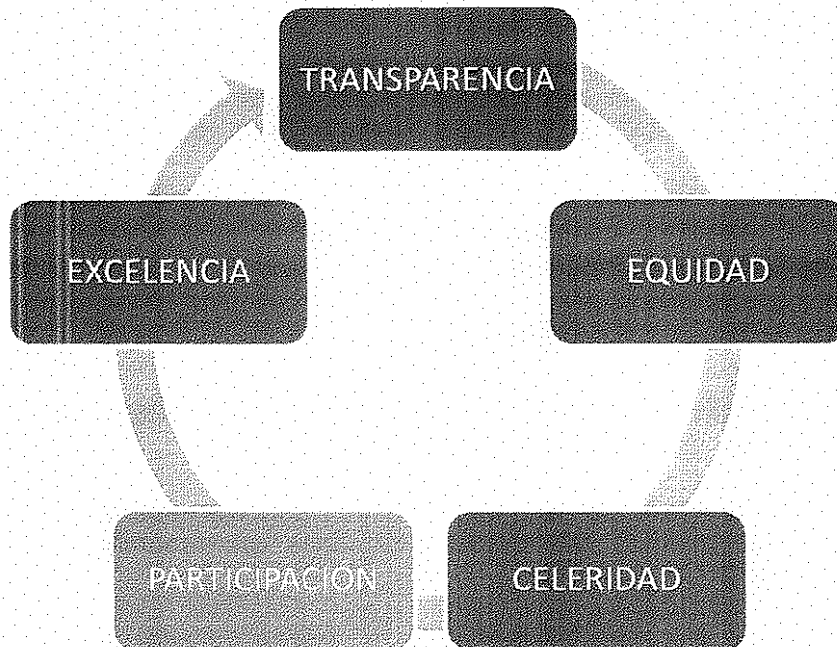 TRANSPARENCIA
EQUIDAD
CELERIDAD
PARTICIPACION
EXCELENCIA